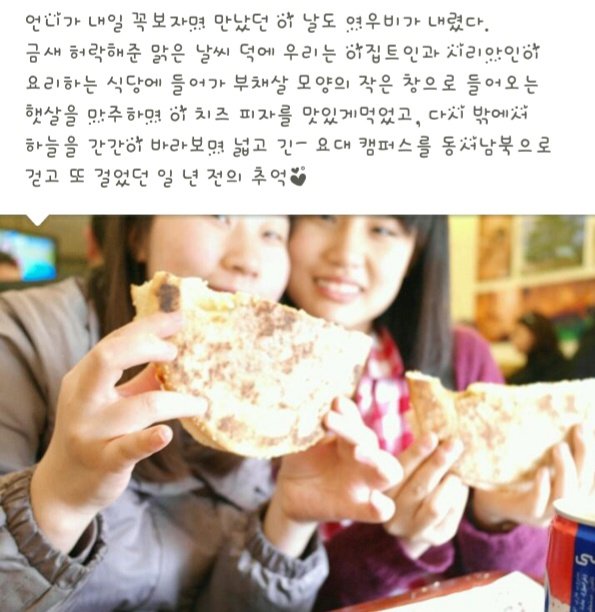 언니가 내일 꼭보자며 만났던 이 날도 여우비가 내렸다.
금새 허락해준 맑은 날씨 덕에 우리는 이집트인과 시리아인이
요리하는 식당에 들어가 부채살 모양의 작은 창으로 들어오는
햇살을 마주하며 이 치즈 피자를 맛있게먹었고, 다시 밖에서
하늘을 간간이 바라보며 넓고 긴- 요대 캠퍼스를 동서남북으로
걷고 또 걸었던 일 년 전의 추억